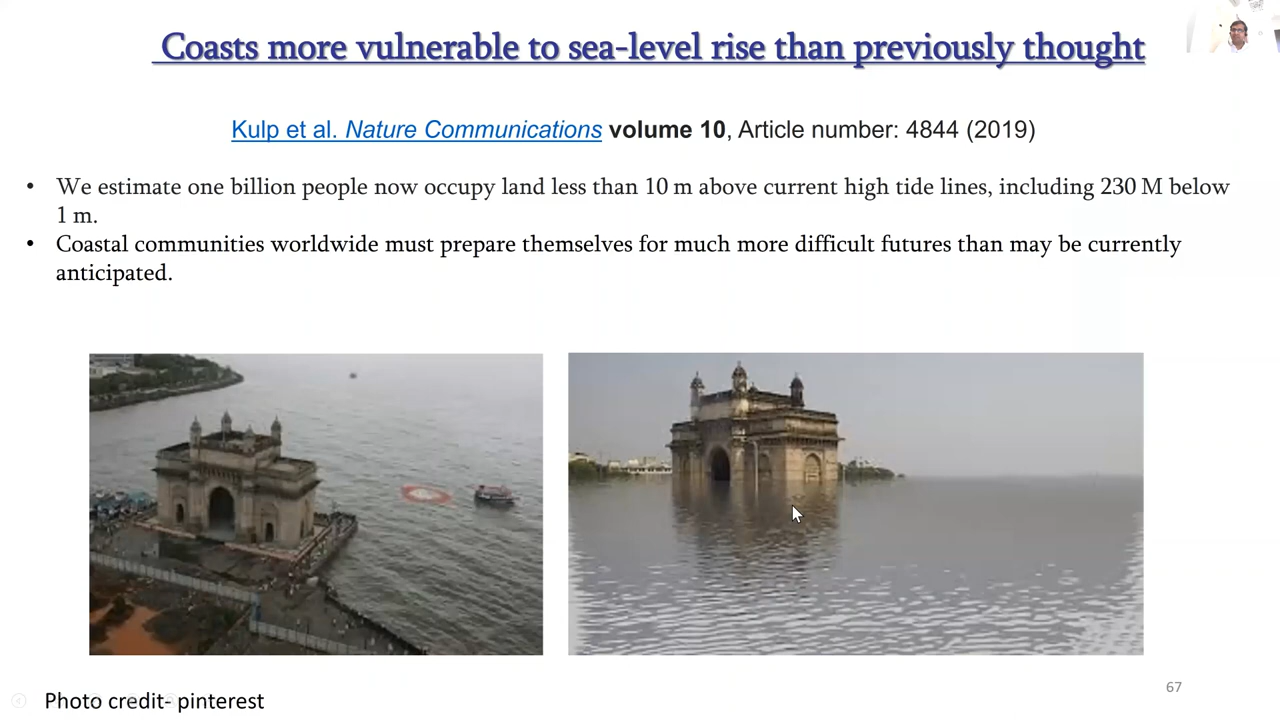 Coasts more vulnerable to sea-level rise than previously thought
Kulp et al. Nature Communications volume 10, Article number: 4844 (2019)
• We estimate one billion people now occupy land less than 10 m above current high tide lines, including 230 M below
1 m.
• Coastal communities worldwide must prepare themselves for much more difficult futures than may be currently
anticipated.
Photo credit- pinterest
67